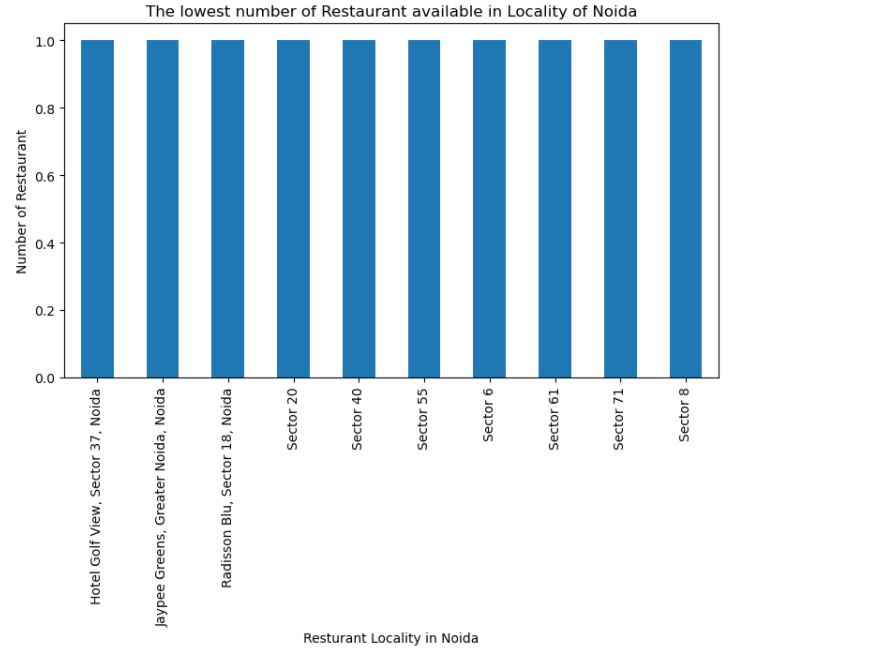 The lowest number of Restaurant available in Locality of Noida
Number of Restaurant
1.0
0.8
0.6
0.4
0.2
0.0
Hotel Golf View, Sector 37, Noida
Jaypee Greens, Greater Noida, Noida
Radisson Blu, Sector 18, Noida
Sector 20
Sector 40
Sector 55
Sector 6
Sector 61
Sector 71
Sector 8
Resturant Locality in Noida